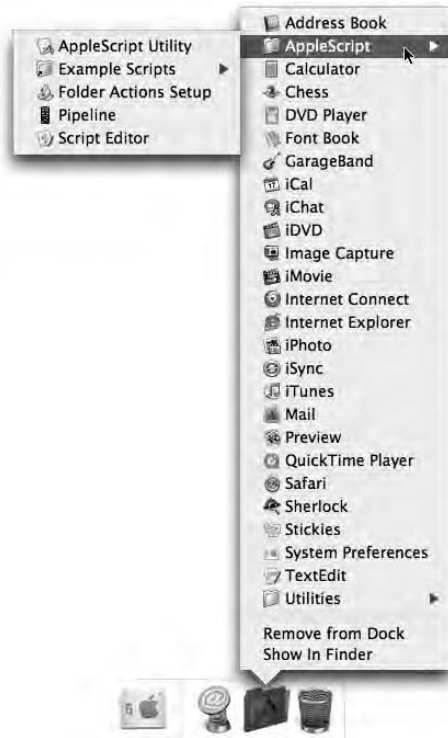 Address Book
AppleScript
Calculator
Chess
DVD Player
Font Book
GarageBand
iCal
iChat
iDVD
Image Capture
iMovie
Internet Connect
Internet Explorer
iPhoto
iSync
iTunes
Mail
Preview
QuickTime Player
Safari
Sherlock
Stickies
System Preferences
TextEdit
Utilities
Remove from Dock
Show In Finder
AppleScript Utility
Example Scripts
Folder Actions Setup
Pipeline
Script Editor
@